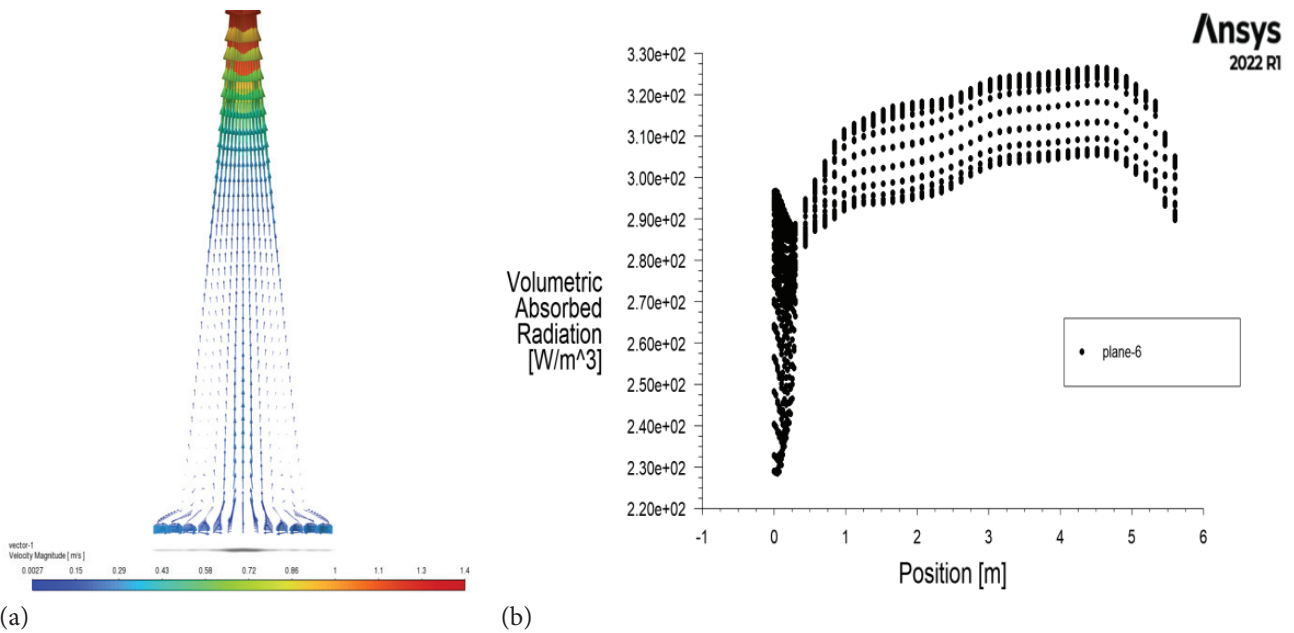 vector-1
Velocity Magnitude [ m/s ]
0.0027 0.15 0.29 0.43 0.58 0.72 0.86 1 1.1 1.3 1.4
(a)
Ansys
2022 R1
3.30e+02
3.20e+02
3.10e+02
3.00e+02
2.90e+02
2.80e+02
2.70e+02
2.60e+02
2.50e+02
2.40e+02
2.30e+02
2.20e+02
Volumetric
Absorbed
Radiation
[W/m^3]
plane-6
-1 0 1 2 3 4 5 6
Position [m]
(b)